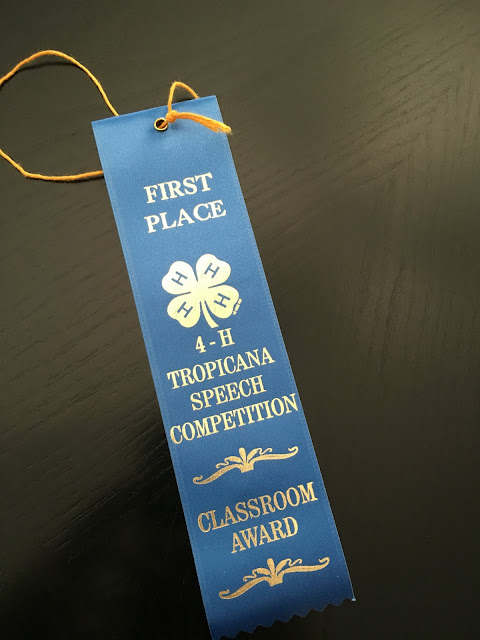 FIRST
PLACE
H H
H H
4-H
TROPICANA
SPEECH
COMPETITION
CLASSROOM
AWARD